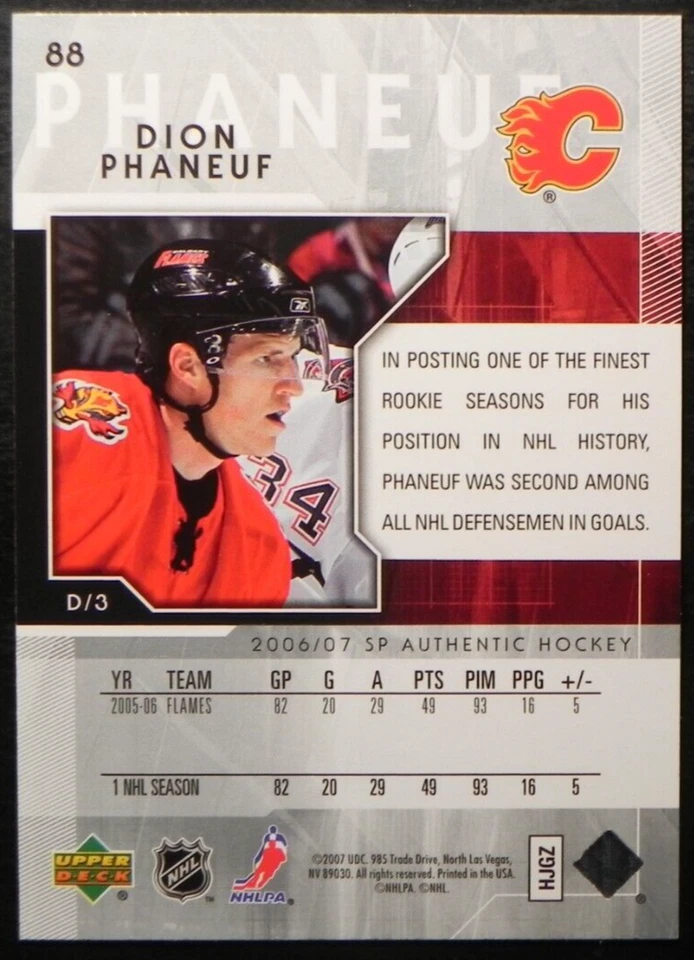 88
PHANEUF
DION
PHANEUF
®
FLAMES
34
D/3
IN POSTING ONE OF THE FINEST
ROOKIE SEASONS FOR HIS
POSITION IN NHL HISTORY,
PHANEUF WAS SECOND AMONG
ALL NHL DEFENSEMEN IN GOALS.
2006/07 SP AUTHENTIC HOCKEY
YR TEAM GP G A PTS PIM PPG +/-
2005-06 FLAMES 82 20 29 49 93 16 5
1 NHL SEASON 82 20 29 49 93 16 5
UPPER
DECK
®
NHL
™
NHLPA®
©2007 UDC. 985 Trade Drive, North Las Vegas,
NV 89030. All rights reserved. Printed in the USA.
©NHLPA. ©NHL.
HJGZ
®